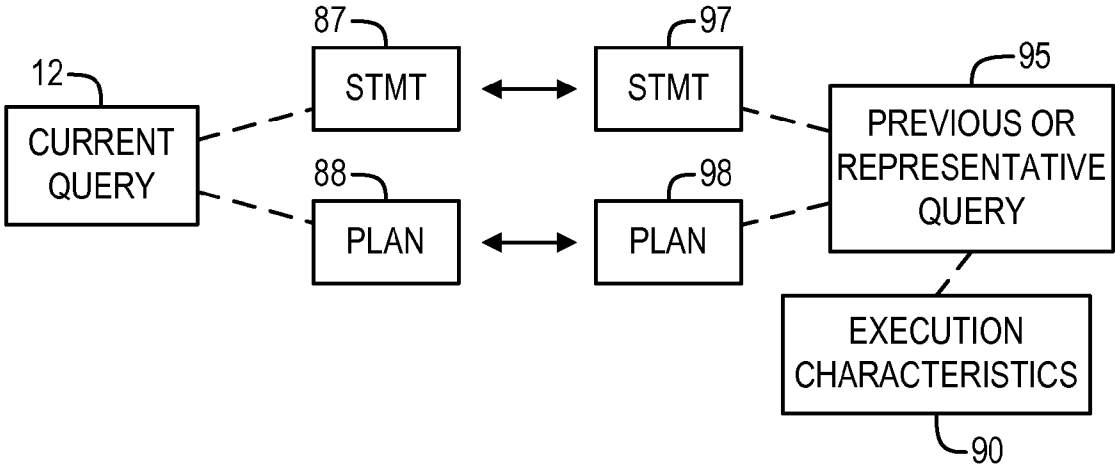 87
97
12
STMT
STMT
95
CURRENT
QUERY
PREVIOUS OR
REPRESENTATIVE
QUERY
88
98
PLAN
PLAN
EXECUTION
CHARACTERISTICS
90